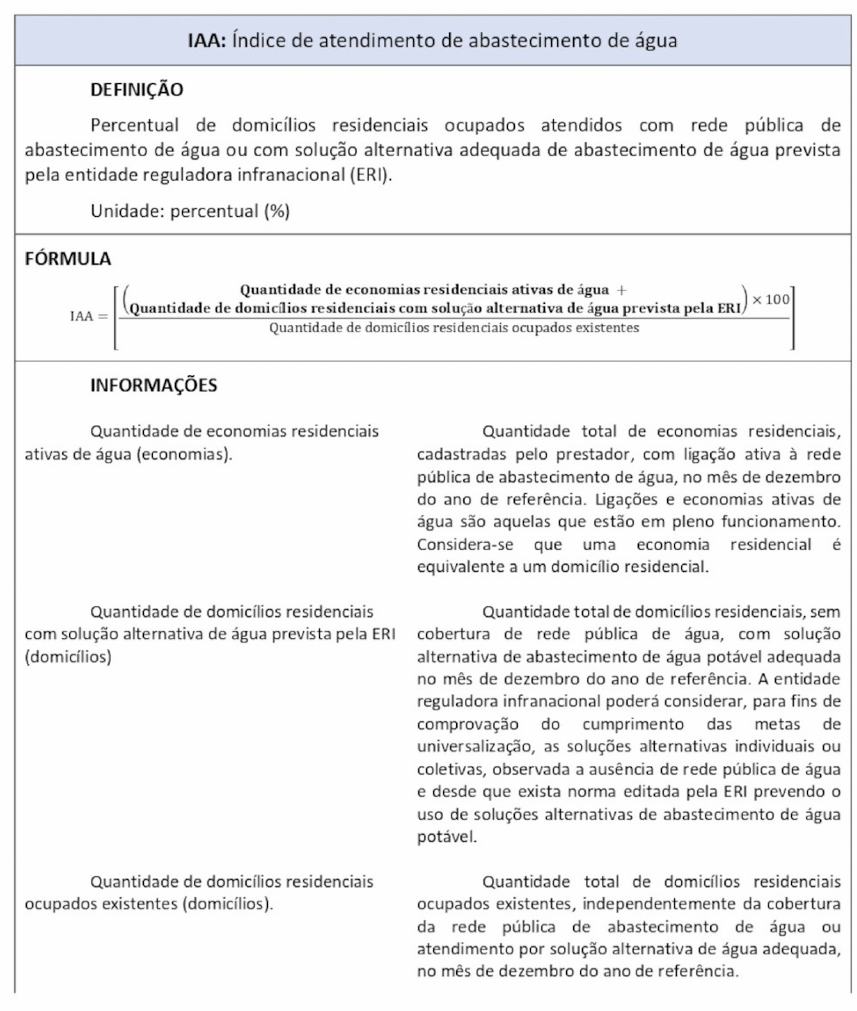 IAA: Índice de atendimento de abastecimento de água
DEFINIÇÃO
Percentual de domicílios residenciais ocupados atendidos com rede pública de
abastecimento de água ou com solução alternativa adequada de abastecimento de água prevista
pela entidade reguladora infranacional (ERI).
Unidade: percentual (%)
FÓRMULA
IAA = [(Quantidade de economias residenciais ativas de água +
Quantidade de domicílios residenciais com solução alternativa de água prevista pela ERI) × 100]
Quantidade de domicílios residenciais ocupados existentes
INFORMAÇÕES
Quantidade de economias residenciais
ativas de água (economias).
Quantidade total de economias residenciais,
cadastradas pelo prestador, com ligação ativa à rede
pública de abastecimento de água, no mês de dezembro
do ano de referência. Ligações e economias ativas de
água são aquelas que estão em pleno funcionamento.
Considera-se que uma economia residencial é
equivalente a um domicílio residencial.
Quantidade de domicílios residenciais
com solução alternativa de água prevista pela ERI
(domicílios)
Quantidade total de domicílios residenciais, sem
cobertura de rede pública de água, com solução
alternativa de abastecimento de água potável adequada
no mês de dezembro do ano de referência. A entidade
reguladora infranacional poderá considerar, para fins de
comprovação do cumprimento das metas de
universalização, as soluções alternativas individuais ou
coletivas, observada a ausência de rede pública de água
e desde que exista norma editada pela ERI prevendo o
uso de soluções alternativas de abastecimento de água
potável.
Quantidade de domicílios residenciais
ocupados existentes (domicílios).
Quantidade total de domicílios residenciais
ocupados existentes, independentemente da cobertura
da rede pública de abastecimento de água ou
atendimento por solução alternativa de água adequada,
no mês de dezembro do ano de referência.